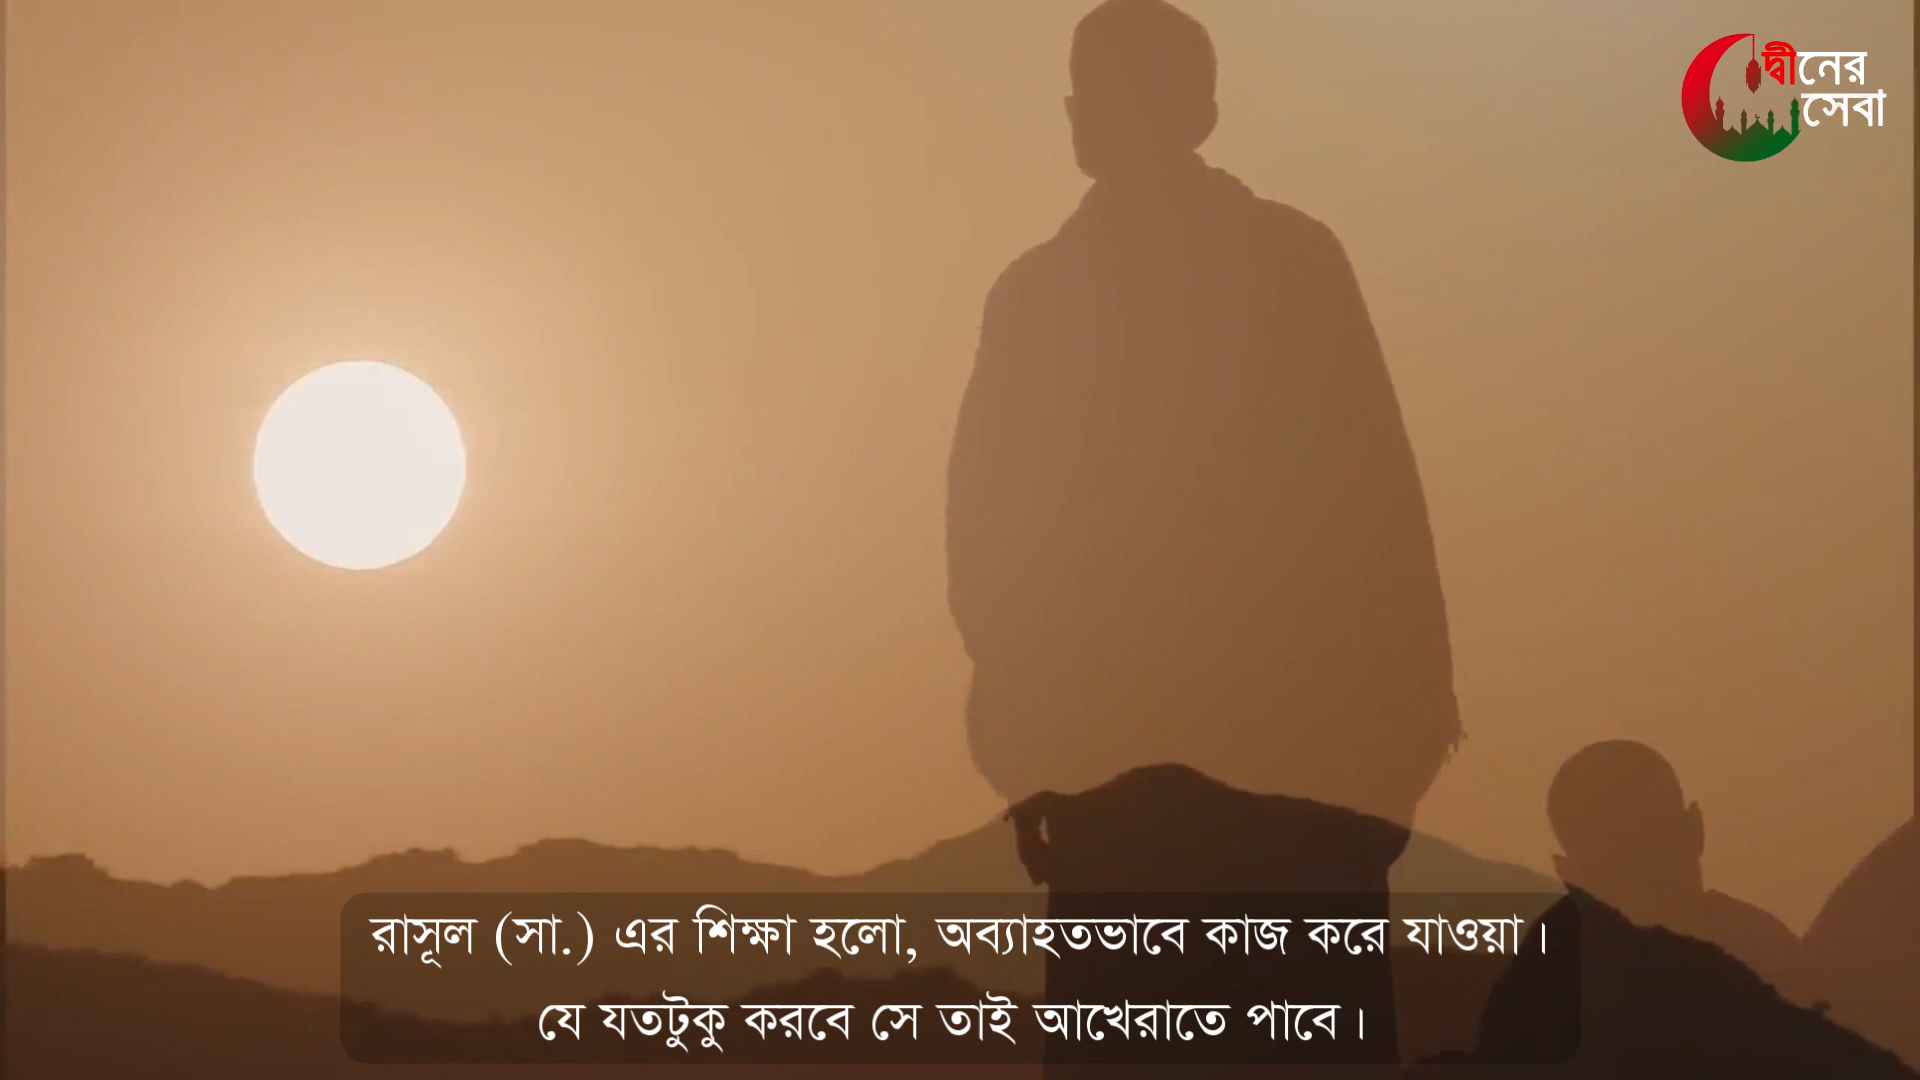 দ্বীনের
সেবা
রাসূল (সা.) এর শিক্ষা হলো, অব্যাহতভাবে কাজ করে যাওয়া।
যে যতটুকু করবে সে তাই আখেরাতে পাবে।